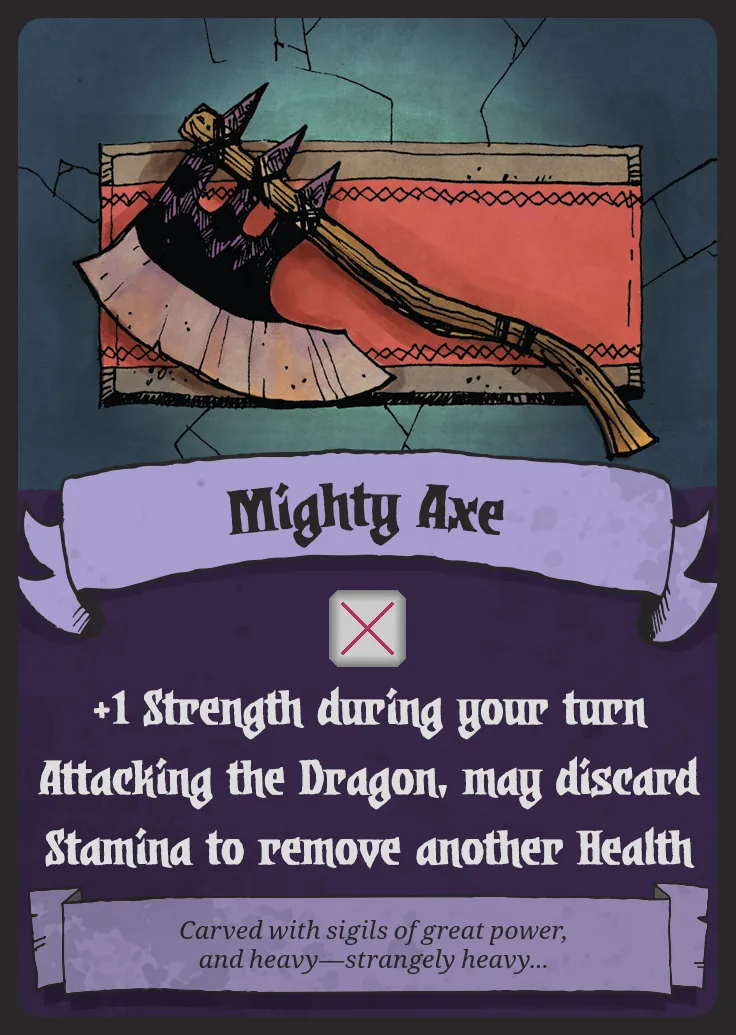 Mighty Axe
+1 Strength during your turn
Attacking the Dragon, may discard
Stamina to remove another Health
Carved with sigils of great power,
and heavy—strangely heavy...